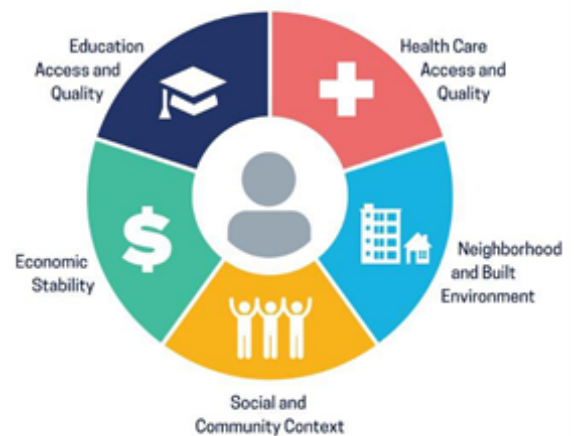 Education
Access and
Quality
Health Care
Access and
Quality
$
Economic
Stability
Neighborhood
and Built
Environment
Social and
Community Context